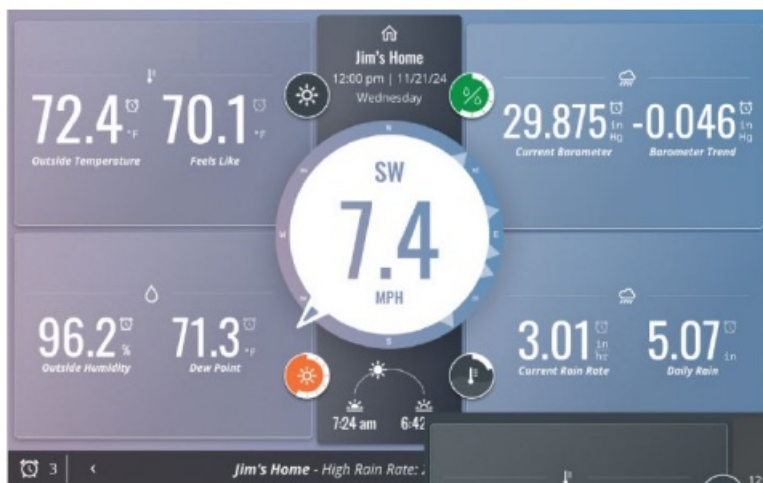 Jim's Home
12:00 pm | 11/21/24
Wednesday
72.4 °F
Outside Temperature
70.1 °F
Feels Like
29.875 in Hg
Current Barometer
-0.046 in Hg
Barometer Trend
N
E
S
W
SW
7.4
MPH
96.2 %
Outside Humidity
71.3 °F
Dew Point
3.01 in hr
Current Rain Rate
5.07 in
Daily Rain
7:24 am
6:42
3
Jim's Home - High Rain Rate:
12